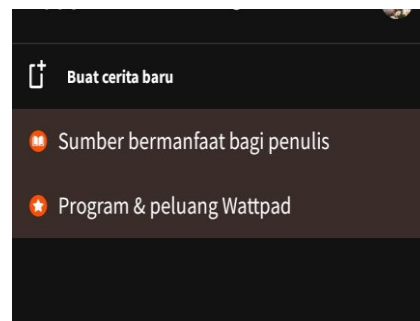 Buat cerita baru
Sumber bermanfaat bagi penulis
Program & peluang Wattpad